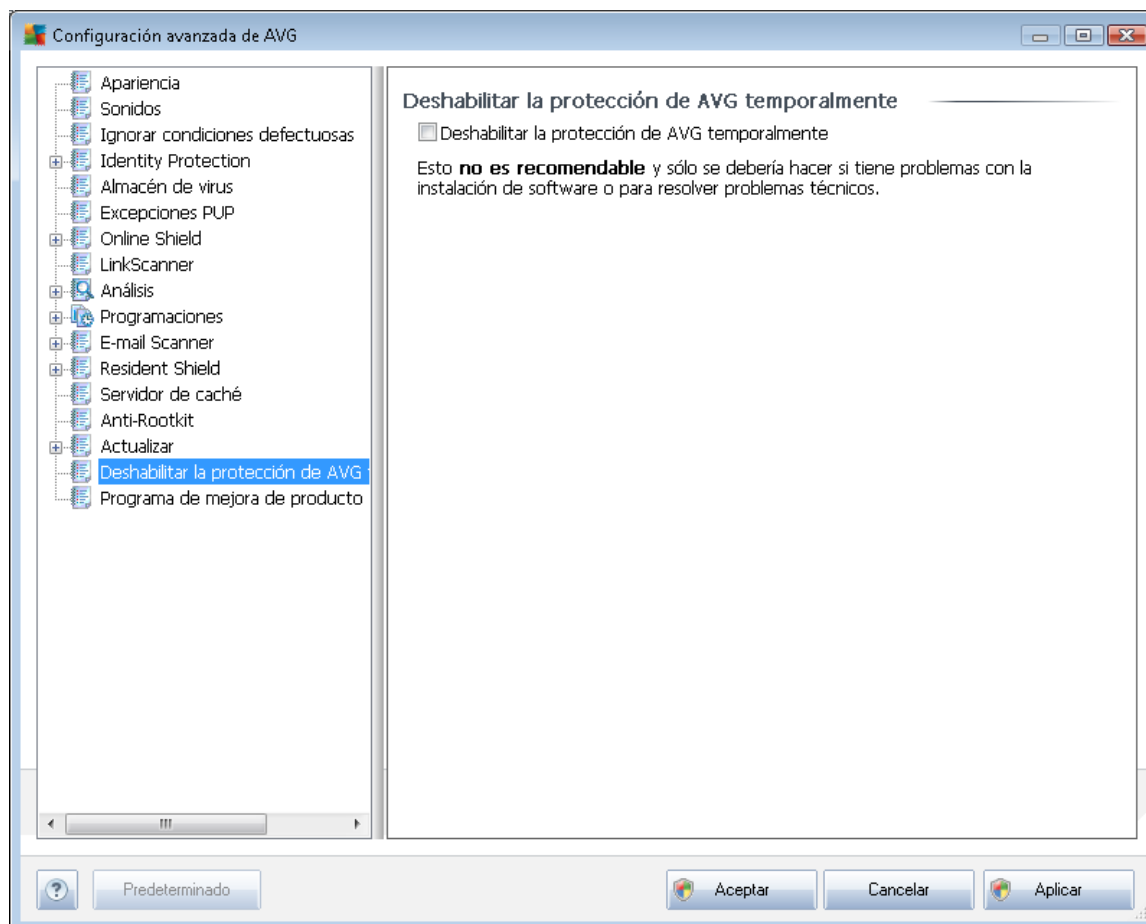 Configuración avanzada de AVG
Apariencia
Sonidos
Ignorar condiciones defectuosas
Identity Protection
Almacén de virus
Excepciones PUP
Online Shield
LinkScanner
Análisis
Programaciones
E-mail Scanner
Resident Shield
Servidor de caché
Anti-Rootkit
Actualizar
Deshabilitar la protección de AVG
Programa de mejora de producto
Deshabilitar la protección de AVG temporalmente
Deshabilitar la protección de AVG temporalmente
Esto no es recomendable y sólo se debería hacer si tiene problemas con la
instalación de software o para resolver problemas técnicos.
?
Predeterminado
Aceptar
Cancelar
Aplicar